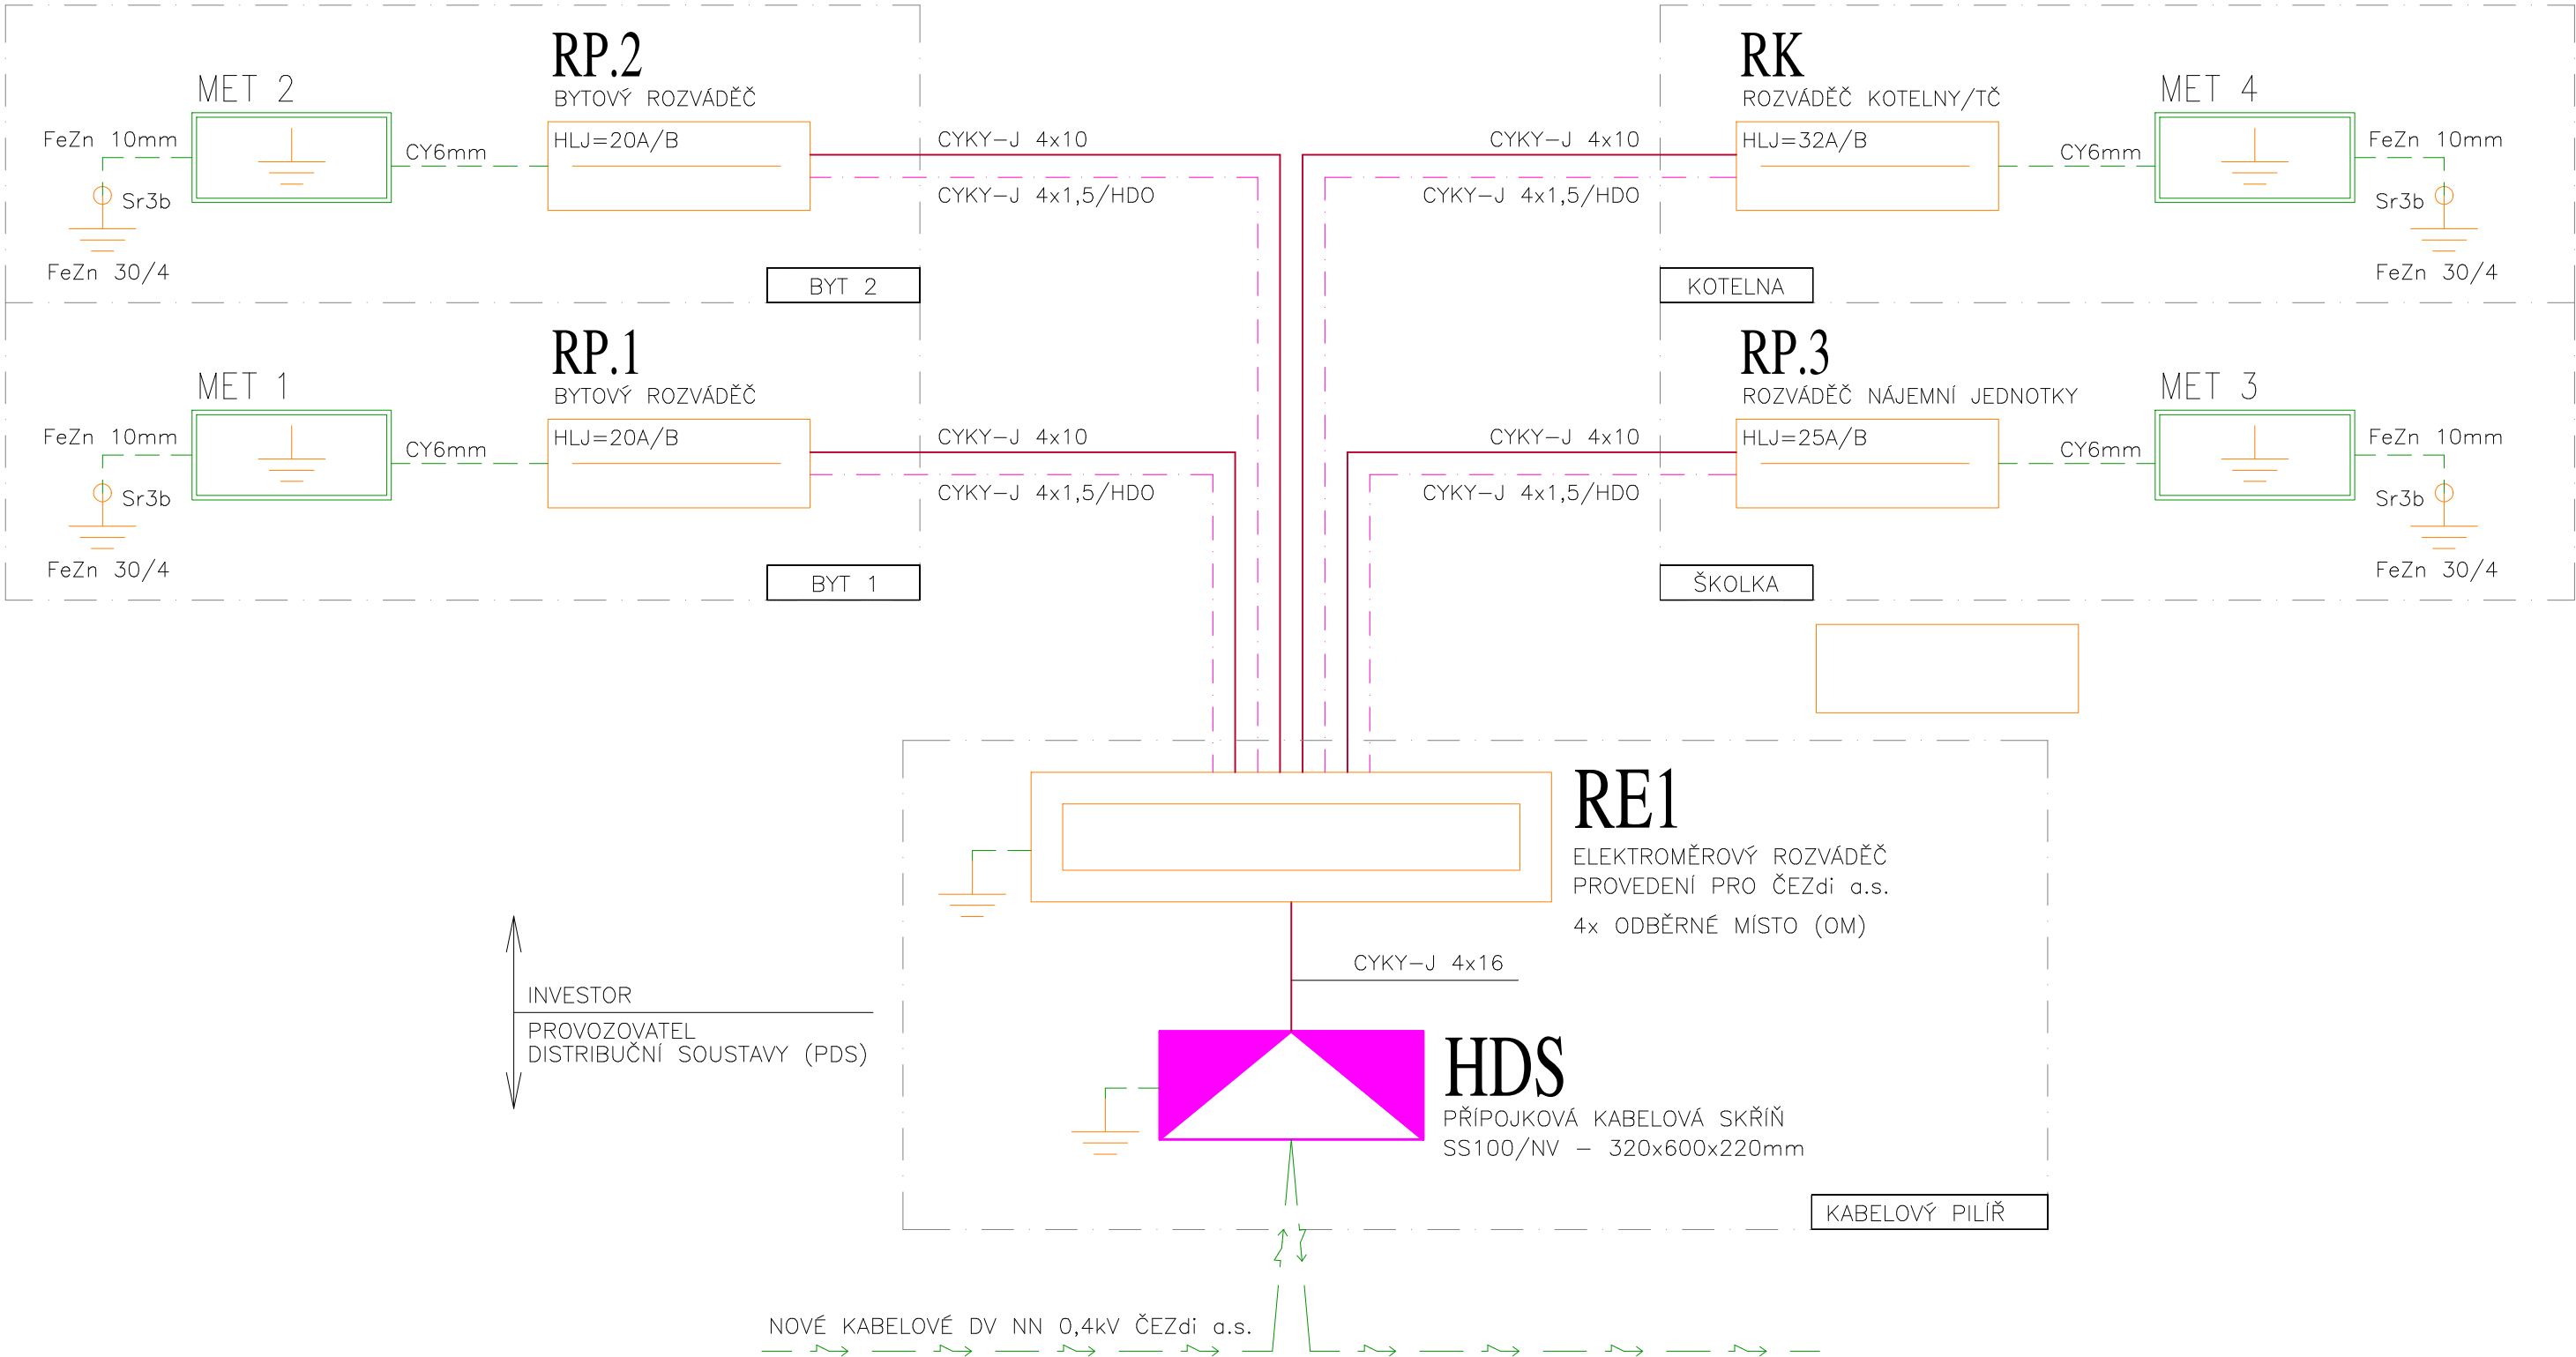 RP.2
BYTOVÝ ROZVÁDĚČ
MET 2
HLJ=20A/B
FeZn 10mm
CY6mm
Sr3b
FeZn 30/4
BYT 2
CYKY-J 4x10
CYKY-J 4x1,5/HDO
RK
ROZVÁDĚČ KOTELNY/TČ
MET 4
CYKY-J 4x10
HLJ=32A/B
CY6mm
FeZn 10mm
CYKY-J 4x1,5/HDO
Sr3b
FeZn 30/4
KOTELNA
RP.1
BYTOVÝ ROZVÁDĚČ
MET 1
HLJ=20A/B
FeZn 10mm
CY6mm
Sr3b
FeZn 30/4
BYT 1
CYKY-J 4x10
CYKY-J 4x1,5/HDO
RP.3
ROZVÁDĚČ NÁJEMNÍ JEDNOTKY
MET 3
CYKY-J 4x10
HLJ=25A/B
CY6mm
FeZn 10mm
CYKY-J 4x1,5/HDO
Sr3b
FeZn 30/4
ŠKOLKA
RE1
ELEKTROMĚROVÝ ROZVÁDĚČ
PROVEDENÍ PRO ČEZdi a.s.
4x ODBĚRNÉ MÍSTO (OM)
CYKY-J 4x16
INVESTOR
PROVOZOVATEL
DISTRIBUČNÍ SOUSTAVY (PDS)
HDS
PŘÍPOJKOVÁ KABELOVÁ SKŘÍŇ
SS100/NV - 320x600x220mm
KABELOVÝ PILÍŘ
NOVÉ KABELOVÉ DV NN 0,4kV ČEZdi a.s.